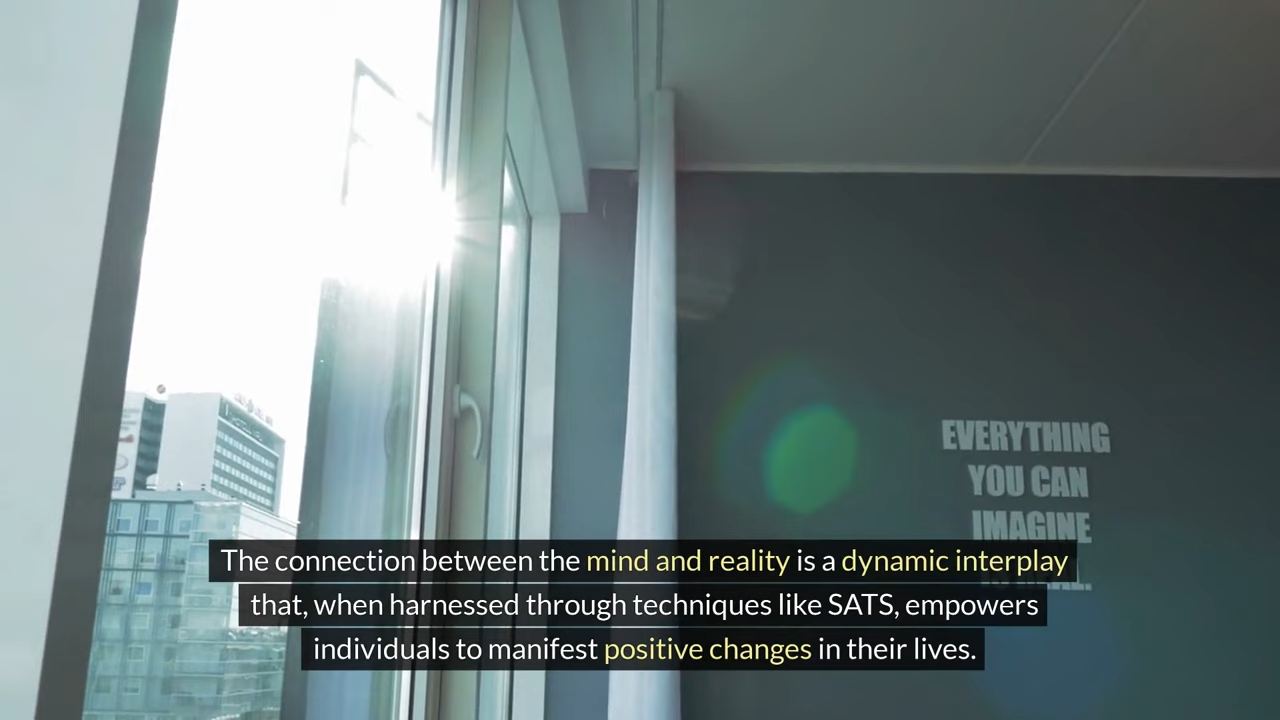 EVERYTHING
YOU CAN
IMAGINE
The connection between the mind and reality is a dynamic interplay
that, when harnessed through techniques like SATS, empowers
individuals to manifest positive changes in their lives.